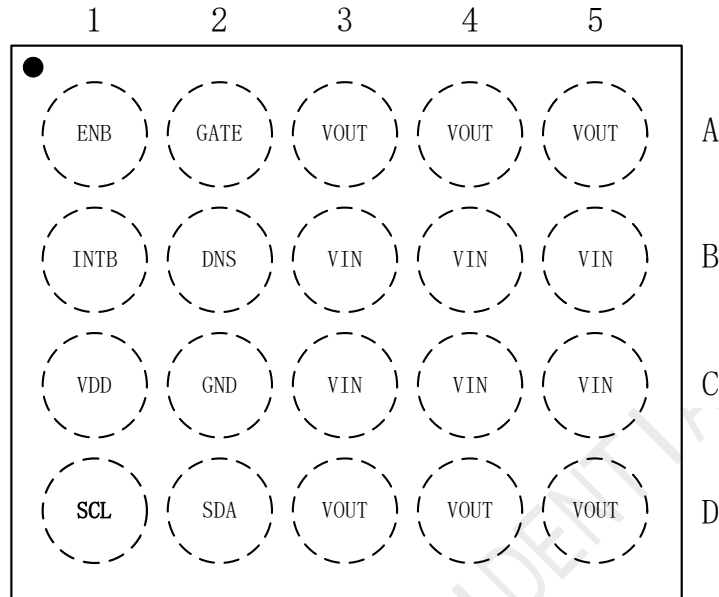 1 2 3 4 5
ENB GATE VOUT VOUT VOUT A
INTB DNS VIN VIN VIN B
VDD GND VIN VIN VIN C
SCL SDA VOUT VOUT VOUT D